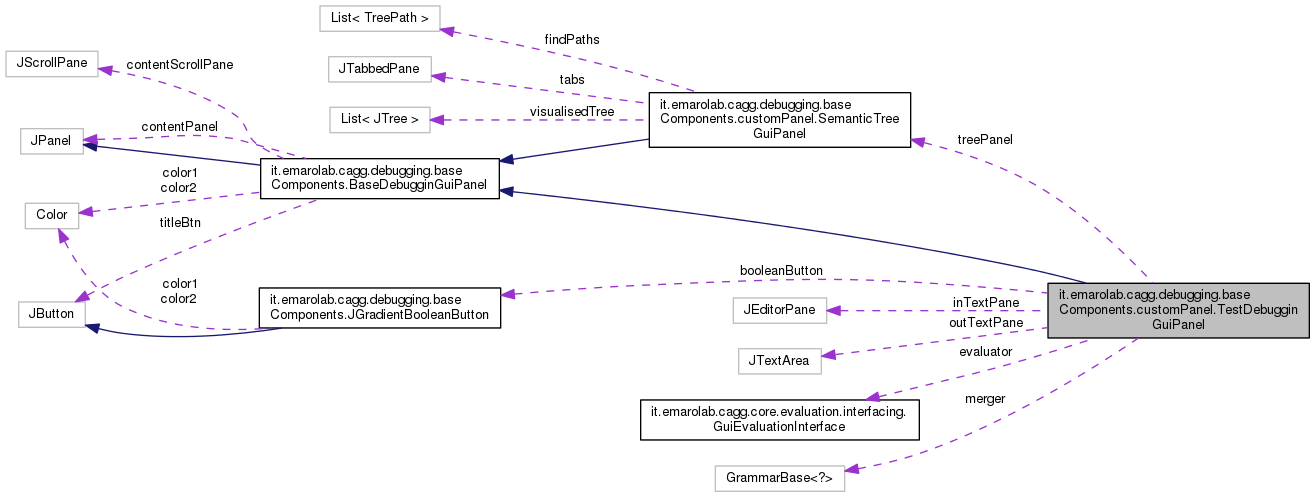 List< TreePath >
findPaths
JScrollPane
contentScrollPane
JTabbedPane
tabs
it.emarolab.cagg.debugging.base
Components.customPanel.SemanticTree
GuiPanel
List< JTree >
visualisedTree
contentPanel
JPanel
treePanel
it.emarolab.cagg.debugging.base
Components.BaseDebugginGuiPanel
color1
color2
Color
titleBtn
booleanButton
color1
color2
it.emarolab.cagg.debugging.base
Components.JGradientBooleanButton
JButton
it.emarolab.cagg.debugging.base
Components.customPanel.TestDebuggin
GuiPanel
inTextPane
JEditorPane
outTextPane
JTextArea
evaluator
merger
it.emarolab.cagg.core.evaluation.interfacing.
GuiEvaluationInterface
GrammarBase<?>